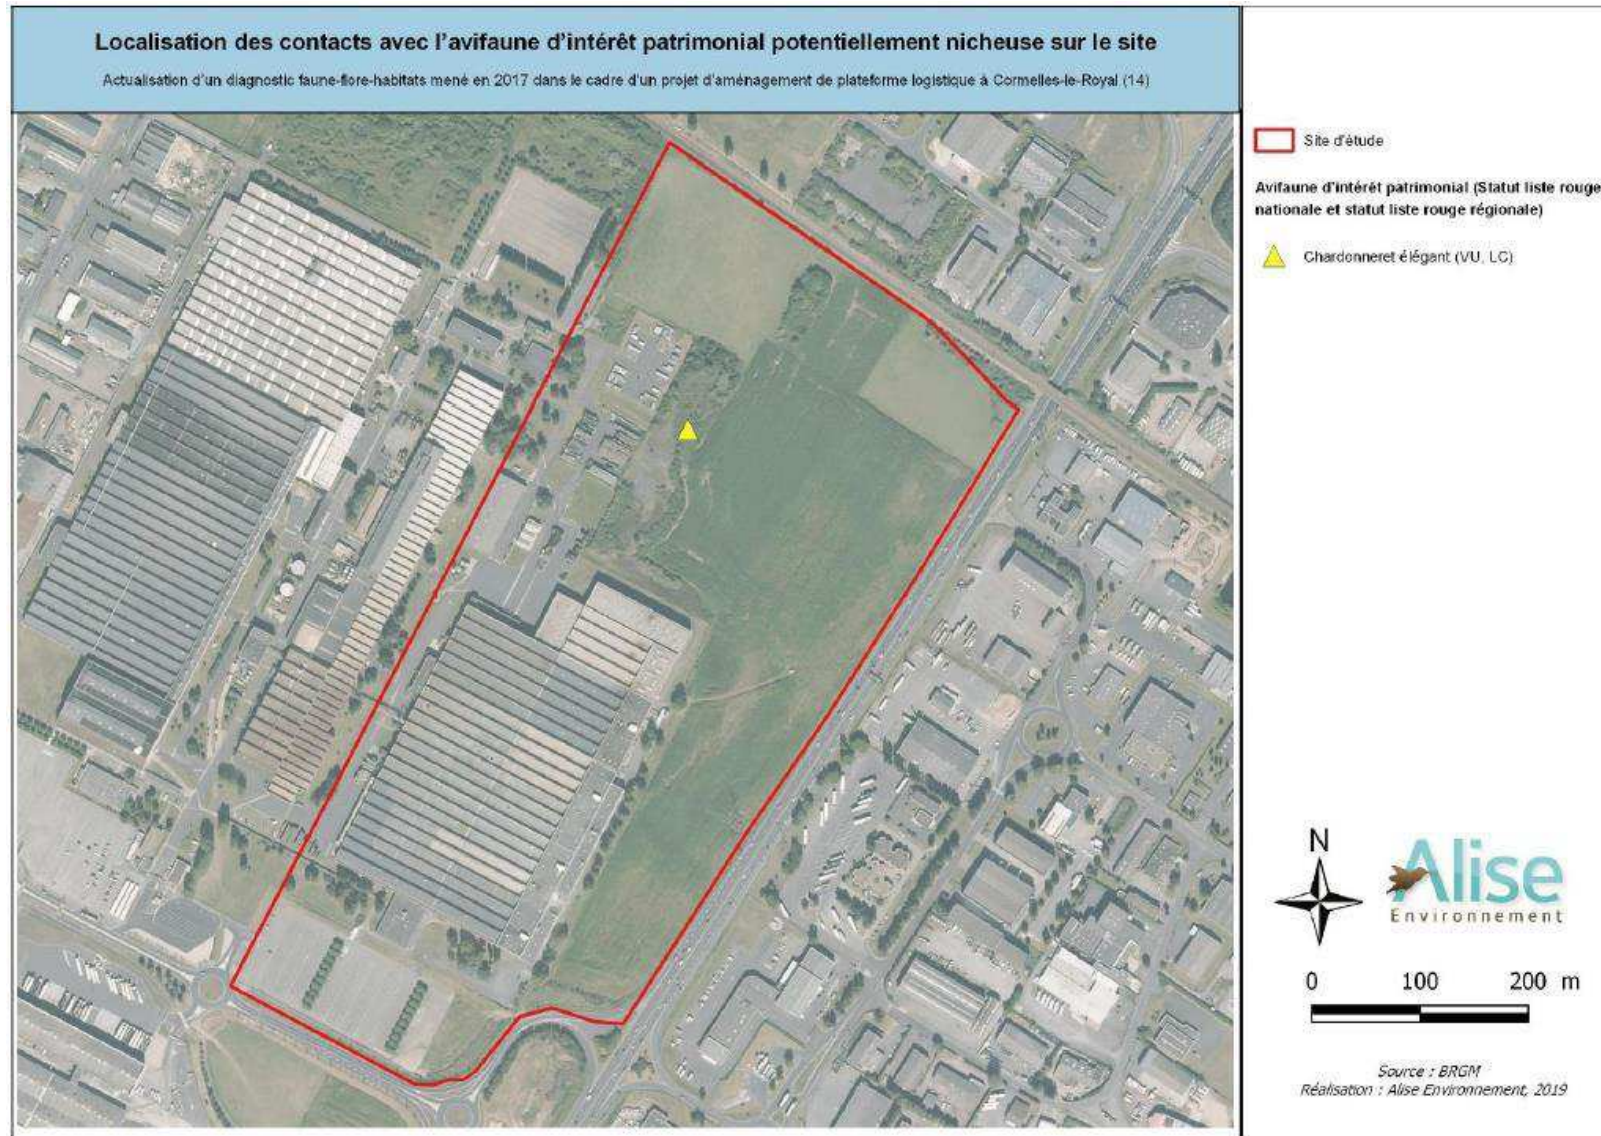 Localisation des contacts avec l'avifaune d'intérêt patrimonial potentiellement nicheuse sur le site
Actualisation d'un diagnostic faune-flore-habitats mené en 2017 dans le cadre d'un projet d'aménagement de plateforme logistique à Cormelles-le-Royal (14)
Site d'étude
Avifaune d'intérêt patrimonial (Statut liste rouge
nationale et statut liste rouge régionale)
Chardonneret élégant (VU, LC)
N
Alise
Environnement
0 100 200 m
Source : BRGM
Réalisation : Alise Environnement, 2019